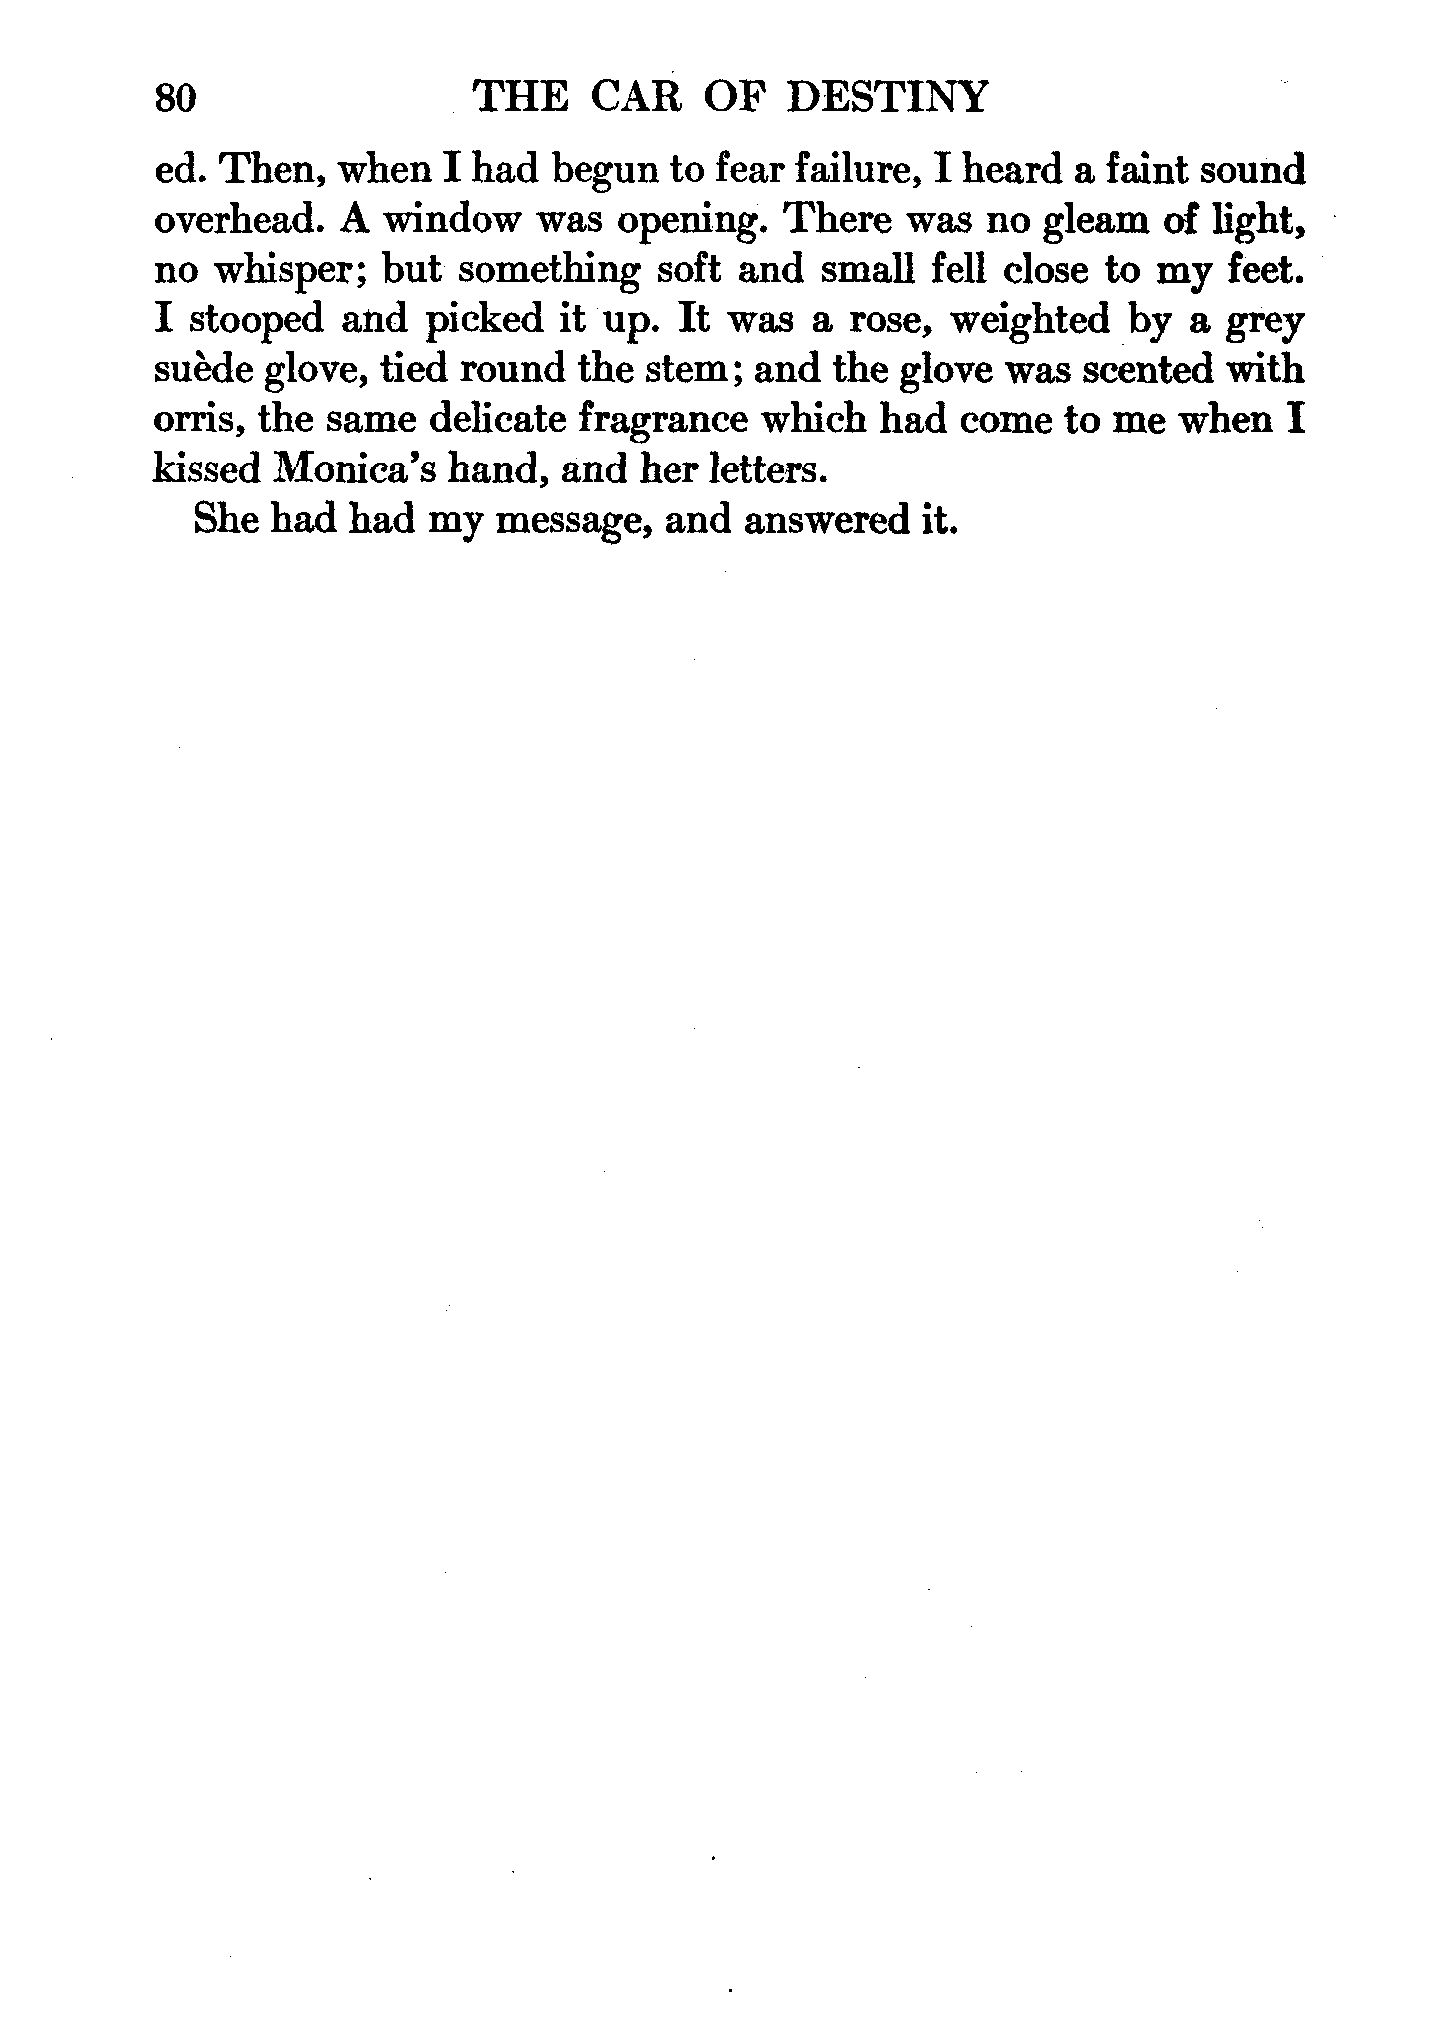 80 THE CAR OF DESTINY
ed. Then, when I had begun to fear failure, I heard a faint sound
overhead. A window was opening. There was no gleam of light,
no whisper; but something soft and small fell close to my feet.
I stooped and picked it up. It was a rose, weighted by a grey
suède glove, tied round the stem; and the glove was scented with
orris, the same delicate fragrance which had come to me when I
kissed Monica's hand, and her letters.
She had had my message, and answered it.